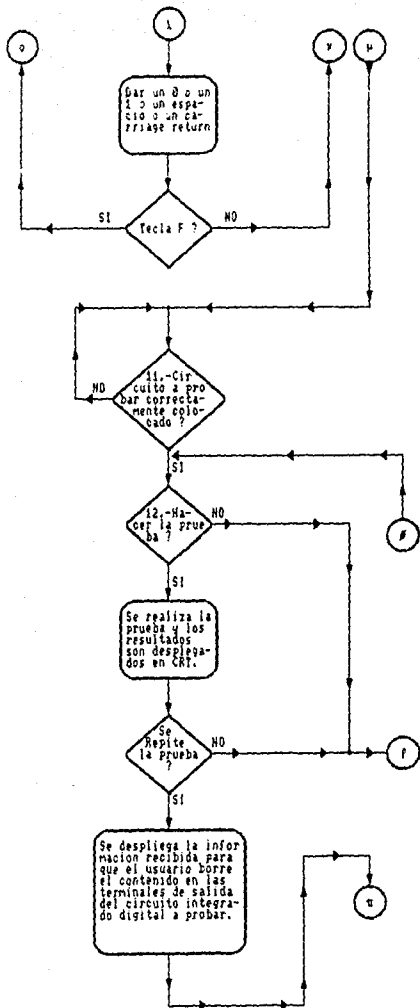 Dar un 0 o un
1 o un espa-
cio o un ca-
rriage return
SI
Tecla F ?
NO
11.-Cir
cuito a pro
bar correcta-
mente colo-
cado ?
NO
SI
12.-Ha-
cer la prue
ba ?
NO
SI
Se realiza la
prueba y los
resultados
son desplega-
dos en CRT.
Se
Repite
la prueba
?
NO
SI
Se despliega la infor
macion recibida para
que el usuario borre
el contenido en las
terminales de salida
del circuito integra-
do digital a probar.